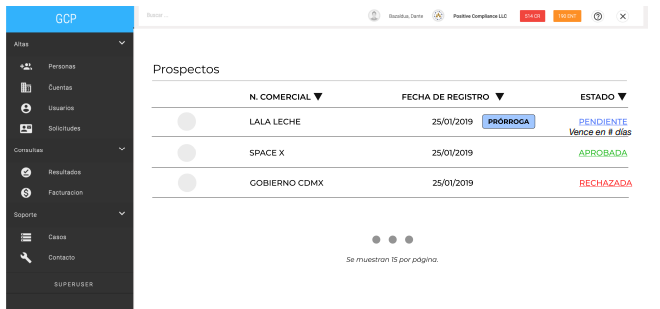 GCP
Buscar ...
Bazaldua, Dante
Positive Compliance LLC
514 CR
198 ENT
Altas
Personas
Cuentas
Usuarios
Solicitudes
Consultas
Resultados
Facturacion
Soporte
Casos
Contacto
SUPERUSER
Prospectos
N. COMERCIAL ▼ FECHA DE REGISTRO ▼ ESTADO ▼
LALA LECHE 25/01/2019 PRÓRROGA PENDIENTE
Vence en # días
SPACE X 25/01/2019 APROBADA
GOBIERNO CDMX 25/01/2019 RECHAZADA
Se muestran 15 por página.